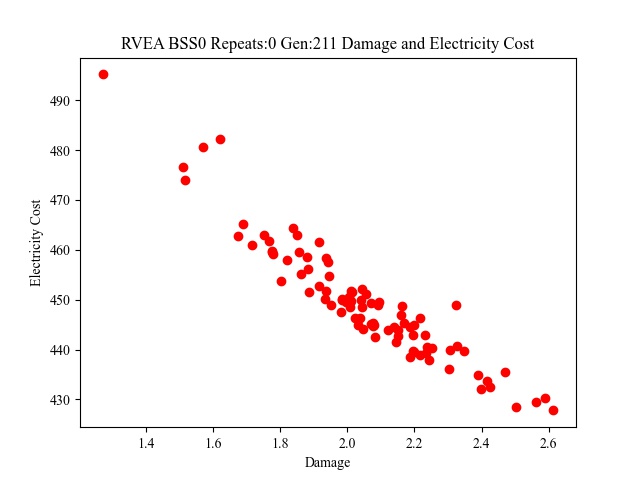 RVEA BSS0 Repeats:0 Gen:211 Damage and Electricity Cost
490
480
470
460
450
440
430
Electricity Cost
1.4 1.6 1.8 2.0 2.2 2.4 2.6
Damage